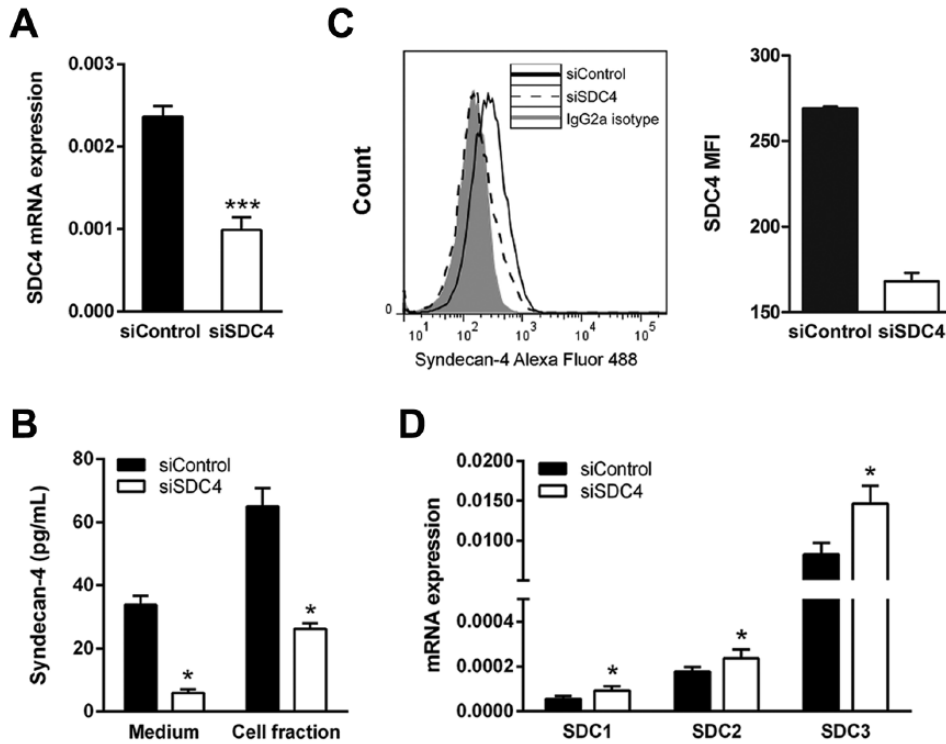 A
SDC4 mRNA expression
0.003
0.002
0.001
0.000
***
siControl siSDC4
C
Count
0
siControl
siSDC4
IgG2a isotype
10¹ 10² 10³ 10⁴ 10⁵
Syndecan-4 Alexa Fluor 488
SDC4 MFI
300
250
200
150
siControl siSDC4
B
Syndecan-4 (pg/mL)
80
60
40
20
0
siControl
siSDC4
*
*
Medium Cell fraction
D
mRNA expression
0.0200
0.0150
0.0100
0.0050
0.0004
0.0002
0.0000
siControl
siSDC4
*
*
*
SDC1 SDC2 SDC3